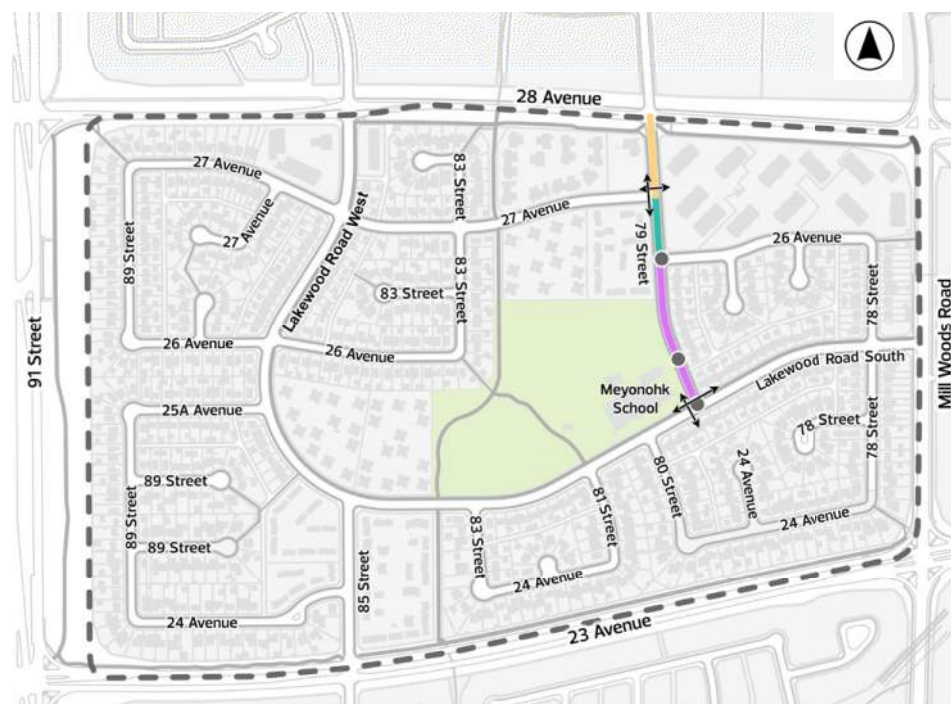 28 Avenue
27 Avenue
83 Street
27 Avenue
27 Avenue
89 Street
Lakewood Road West
83 Street
83 Street
79 Street
26 Avenue
78 Street
91 Street
26 Avenue
26 Avenue
Lakewood Road South
Mill Woods Road
Meyonohk
School
25A Avenue
78 Street
78 Street
89 Street
89 Street
89 Street
80 Street
24 Avenue
81 Street
83 Street
24 Avenue
85 Street
24 Avenue
24 Avenue
23 Avenue